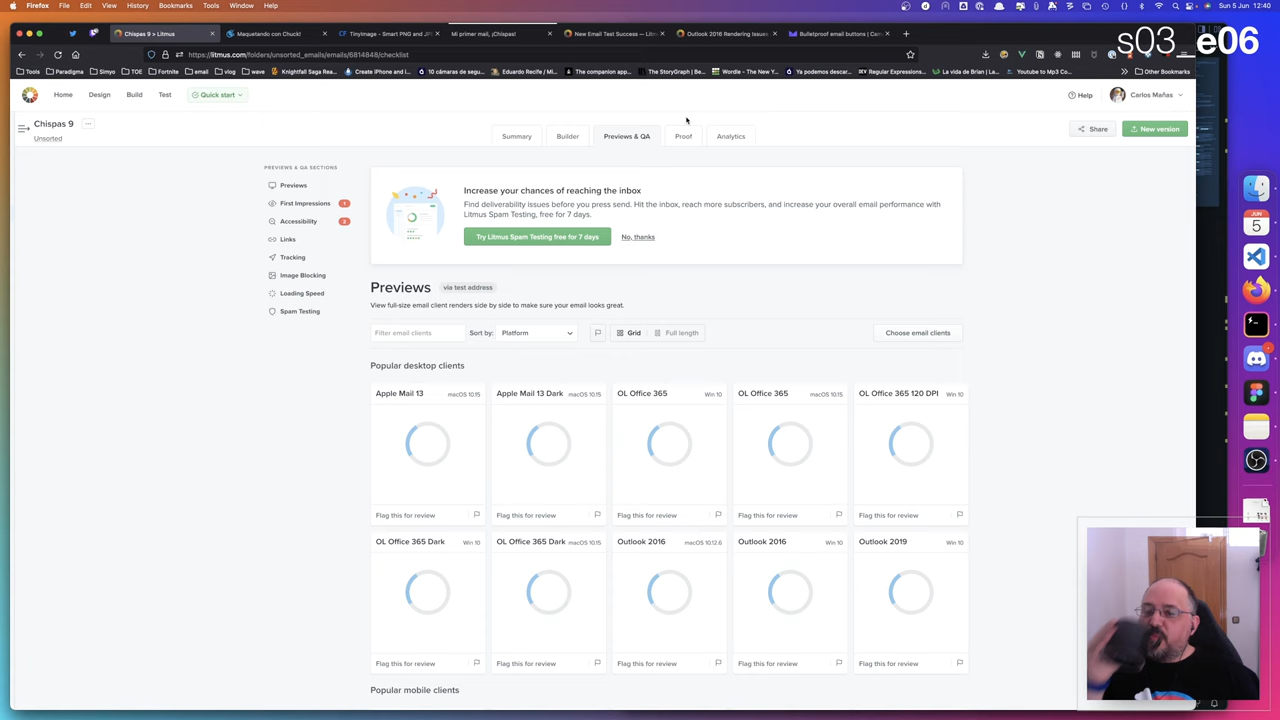 Firefox File Edit View History Bookmarks Tools Window Help
Sun 5 Jun 12:40
s03_e06
Chispas 9 > Litmus
Maquetando con Chuck!
TinyImage - Smart PNG and JP
Mi primer mail, ¡Chispas!
New Email Test Success — Litmu
Outlook 2016 Rendering Issues
Bulletproof email buttons | Cam
https://litmus.com/folders/unsorted_emails/emails/6814848/checklist
Tools Paradigma Simyo TOE Fortnite email vlog wave Knightfall Saga Rea... Create iPhone and i... 10 cámaras de segu... Eduardo Recife / Mi... The companion app... The StoryGraph | Be... Wordle - The New Y... Ya podemos descar... Regular Expressions... La vida de Brian | La... Youtube to Mp3 Co... Other Bookmarks
Home Design Build Test Quick start
Help Carlos Mañas
Chispas 9
Unsorted
Summary Builder Previews & QA Proof Analytics
Share New version
PREVIEWS & QA SECTIONS
Previews
First Impressions 1
Accessibility 2
Links
Tracking
Image Blocking
Loading Speed
Spam Testing
Increase your chances of reaching the inbox
Find deliverability issues before you press send. Hit the inbox, reach more subscribers, and increase your overall email performance with
Litmus Spam Testing, free for 7 days.
Try Litmus Spam Testing free for 7 days No, thanks
Previews via test address
View full-size email client renders side by side to make sure your email looks great.
Filter email clients Sort by: Platform Grid Full length Choose email clients
Popular desktop clients
Apple Mail 13 macOS 10.15 Apple Mail 13 Dark macOS 10.15 OL Office 365 Win 10 OL Office 365 macOS 10.15 OL Office 365 120 DPI Win 10
Flag this for review Flag this for review Flag this for review Flag this for review Flag this for review
OL Office 365 Dark Win 10 OL Office 365 Dark macOS 10.15 Outlook 2016 macOS 10.12.6 Outlook 2016 Win 10 Outlook 2019 Win 10
Flag this for review Flag this for review Flag this for review Flag this for review Flag this for review
Popular mobile clients